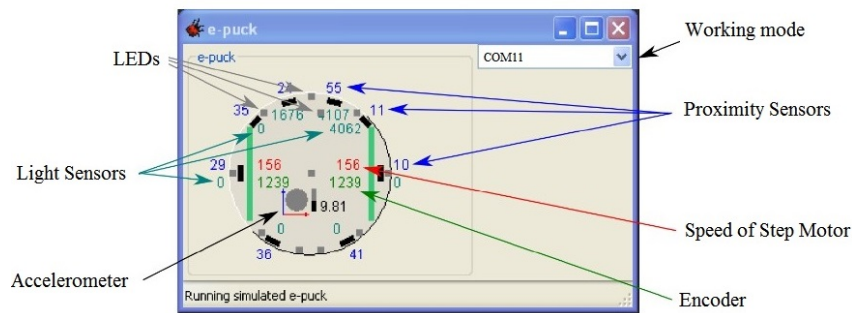 e-puck
Working mode
LEDs
e-puck
COM11
55
35
1676
4107
11
Proximity Sensors
0
4062
Light Sensors
29
156
156
10
0
1239
1239
0
9.81
Speed of Step Motor
0
0
Accelerometer
36
41
Running simulated e-puck
Encoder